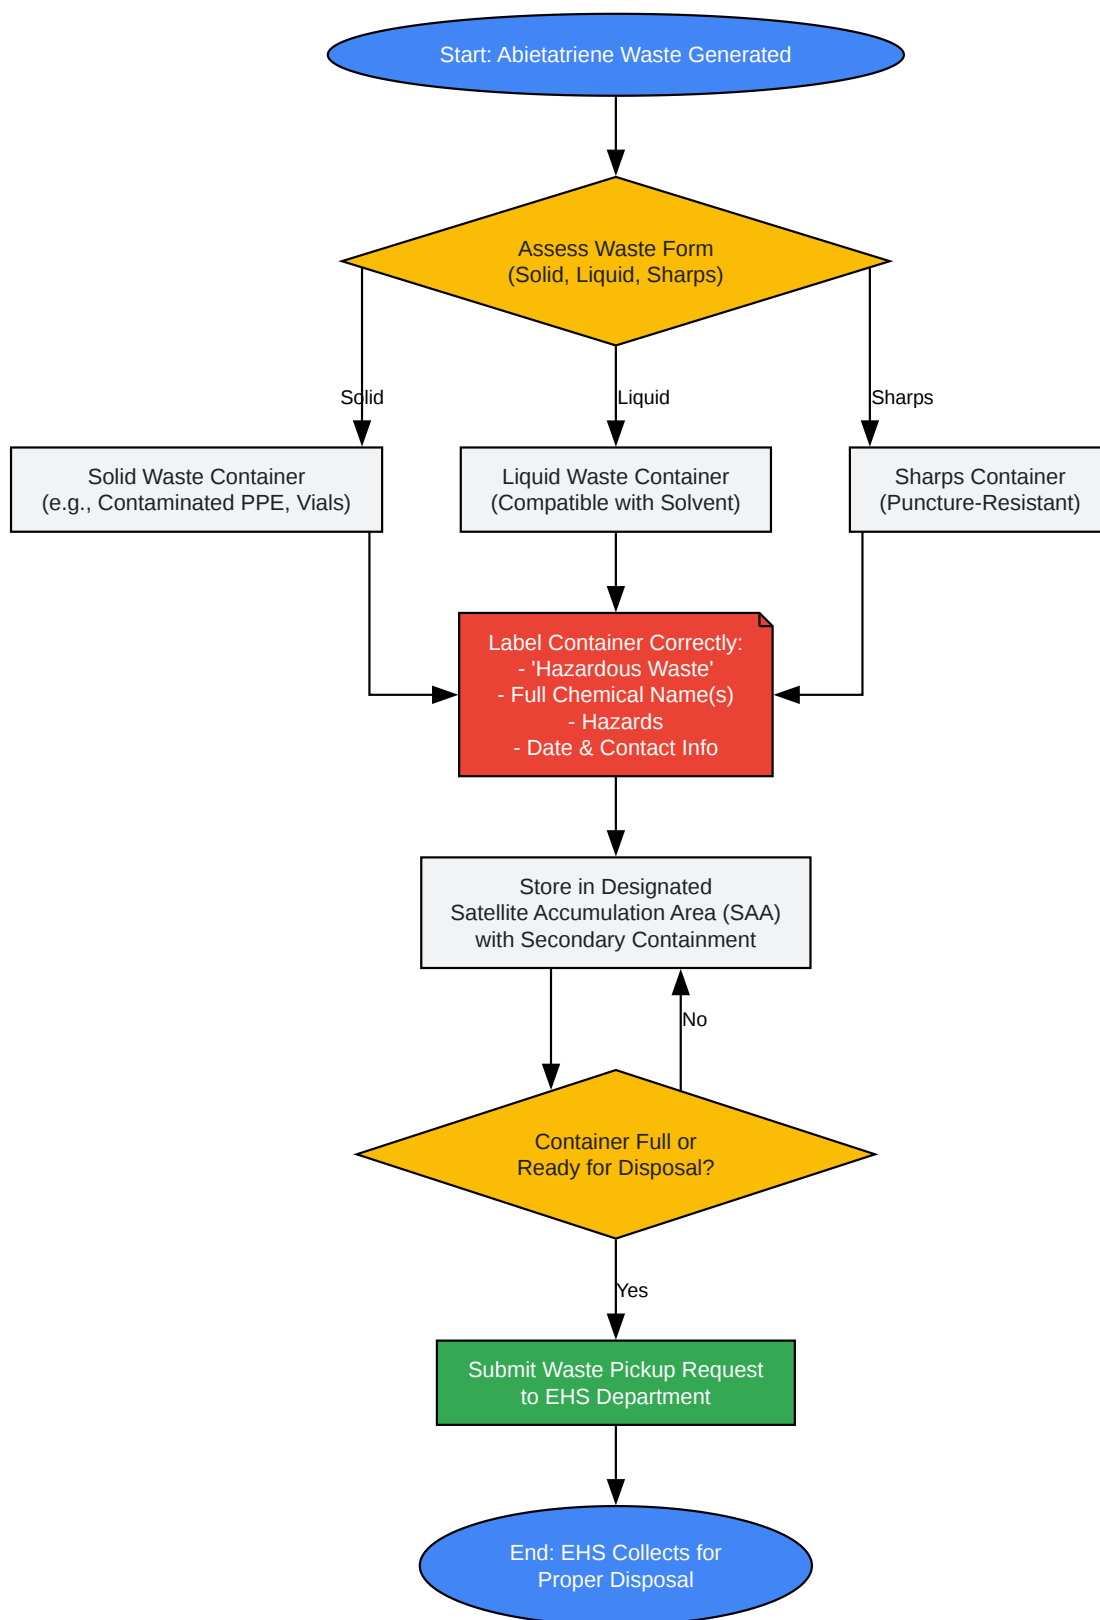 Start: Abietatriene Waste Generated
Assess Waste Form
(Solid, Liquid, Sharps)
Solid
Liquid
Sharps
Solid Waste Container
(e.g., Contaminated PPE, Vials)
Liquid Waste Container
(Compatible with Solvent)
Sharps Container
(Puncture-Resistant)
Label Container Correctly:
- 'Hazardous Waste'
- Full Chemical Name(s)
- Hazards
- Date & Contact Info
Store in Designated
Satellite Accumulation Area (SAA)
with Secondary Containment
No
Container Full or
Ready for Disposal?
Yes
Submit Waste Pickup Request
to EHS Department
End: EHS Collects for
Proper Disposal